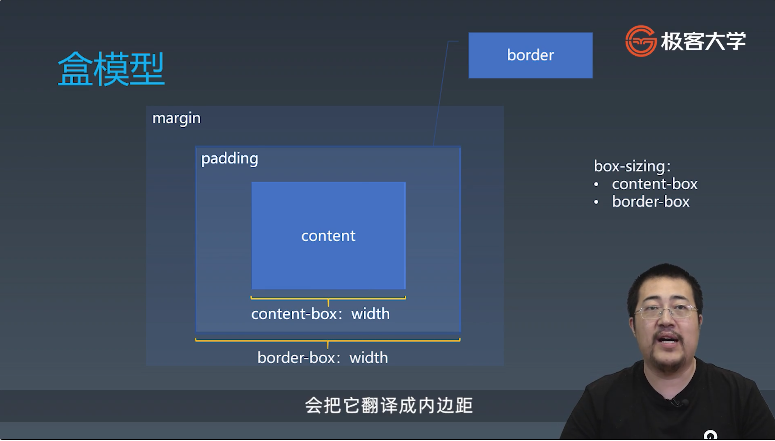 盒模型
border
极客大学
margin
padding
content
content-box：width
border-box：width
box-sizing：
• content-box
• border-box
会把它翻译成内边距